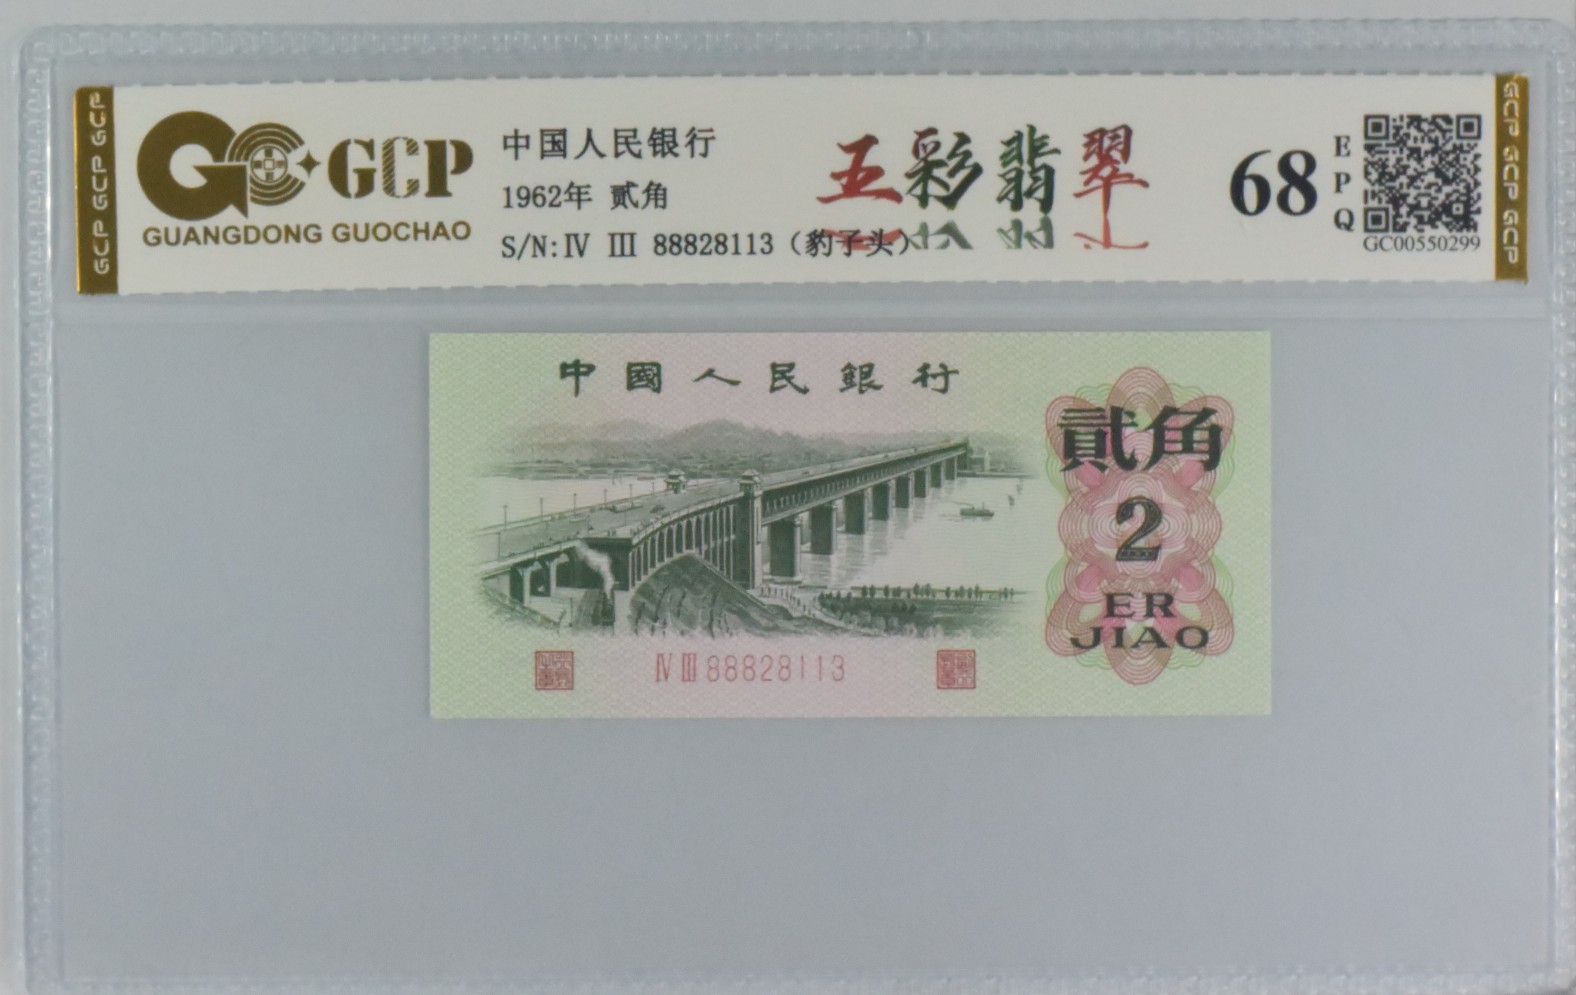 GCP GCP GCP
GCP
GUANGDONG GUOCHAO
中国人民银行
1962年 贰角
S/N:Ⅳ Ⅲ 88828113（豹子头）
五彩翡翠
68
EPQ
GC00550299
GCP GCP GCP
中國人民銀行
貳角
2
ER
JIAO
Ⅳ Ⅲ 88828113